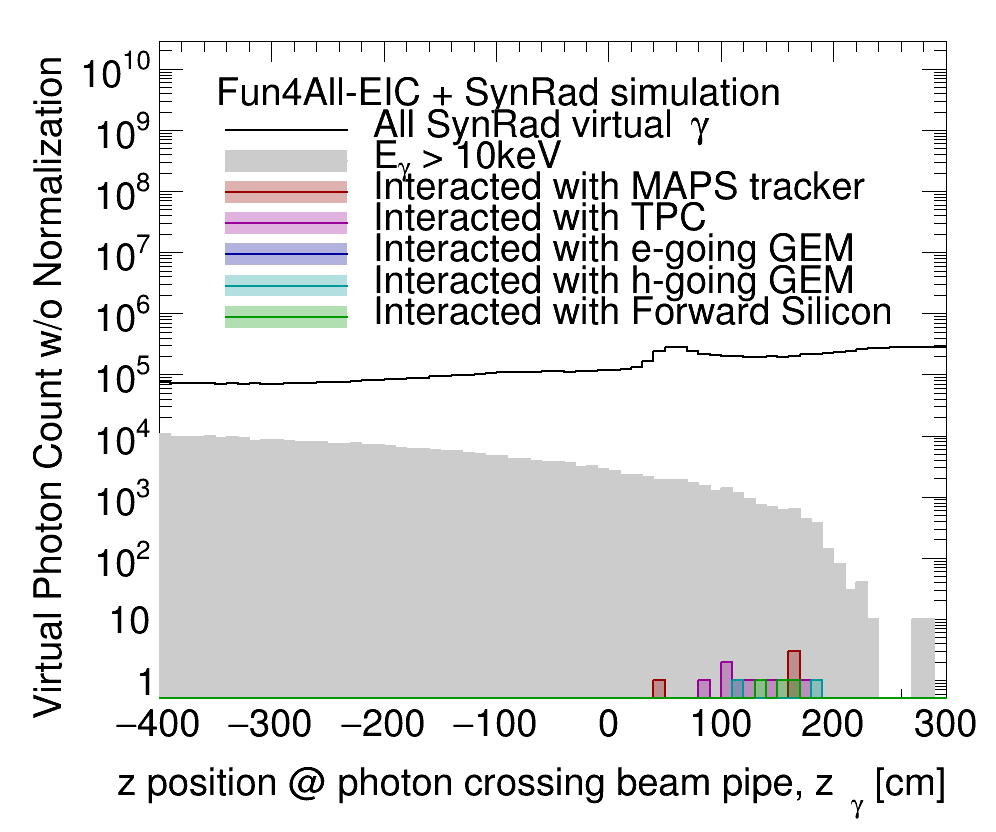 Virtual Photon Count w/o Normalization
10^10
10^9
10^8
10^7
10^6
10^5
10^4
10^3
10^2
10
1
Fun4All-EIC + SynRad simulation
All SynRad virtual γ
E_γ > 10keV
Interacted with MAPS tracker
Interacted with TPC
Interacted with e-going GEM
Interacted with h-going GEM
Interacted with Forward Silicon
−400 −300 −200 −100 0 100 200 300
z position @ photon crossing beam pipe, z_γ [cm]